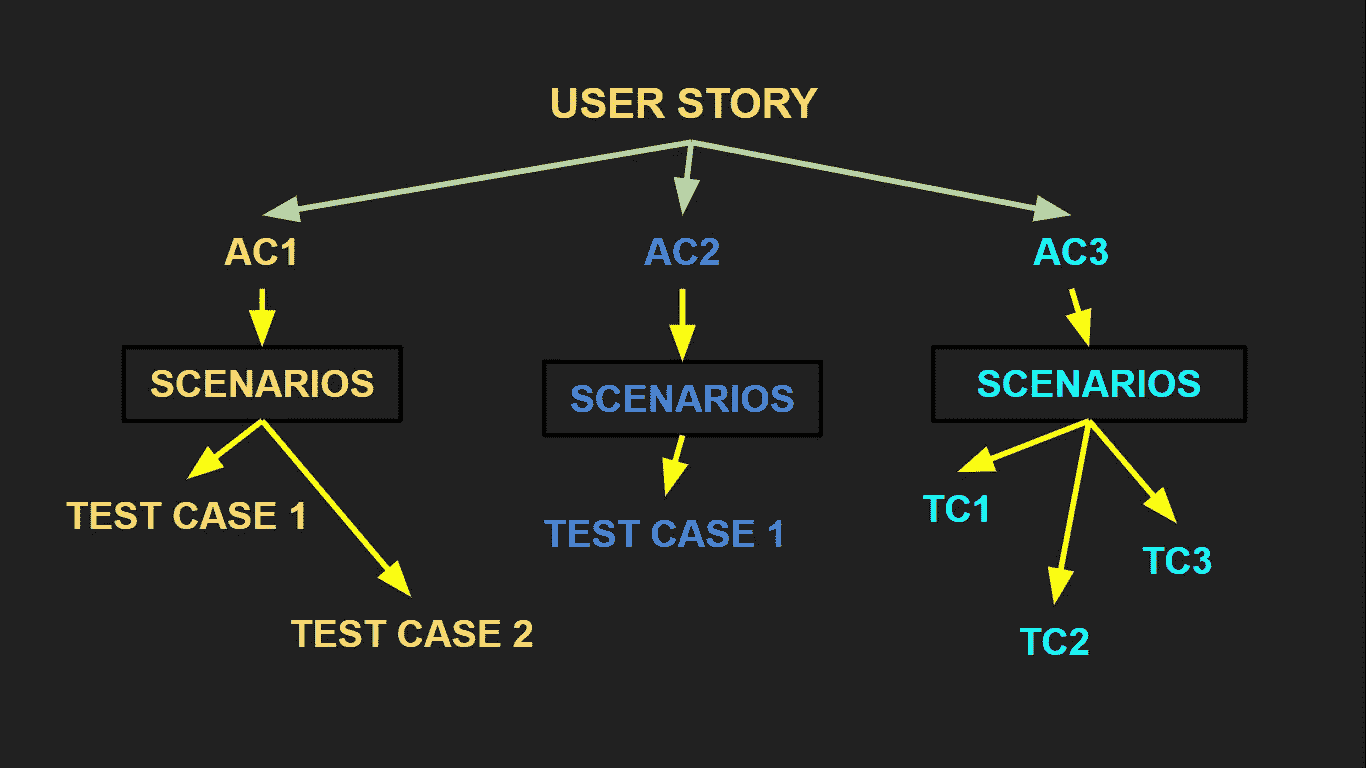 USER STORY
AC1
AC2
AC3
SCENARIOS
SCENARIOS
SCENARIOS
TEST CASE 1
TEST CASE 1
TC1
TC3
TEST CASE 2
TC2